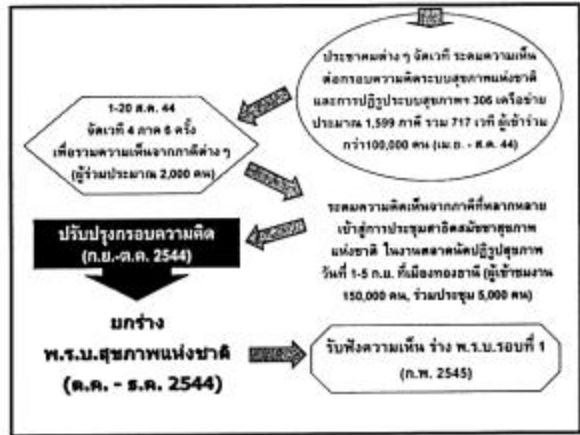 ประชาคมต่าง ๆ จัดเวที ระดมความเห็น
ต่อกรอบความคิดระบบสุขภาพแห่งชาติ
และการปฏิรูประบบสุขภาพฯ 306 เครือข่าย
ประมาณ 1,599 ภาคี รวม 717 เวที ผู้เข้าร่วม
กว่า100,000 คน (เม.ย. - ส.ค. 44)
1-20 ส.ค. 44
จัดเวที 4 ภาค 6 ครั้ง
เพื่อรวมความเห็นจากภาคีต่าง ๆ
(ผู้ร่วมประมาณ 2,000 คน)
ระดมความคิดเห็นจากภาคีที่หลากหลาย
เข้าสู่การประชุมสาธิตสมัชชาสุขภาพ
แห่งชาติ ในงานตลาดนัดปฏิรูปสุขภาพ
วันที่ 1-5 ก.ย. ที่เมืองทองธานี (ผู้เข้าชมงาน
150,000 คน, ร่วมประชุม 5,000 คน)
ปรับปรุงกรอบความคิด
(ก.ย.-ต.ค. 2544)
ยกร่าง
พ.ร.บ.สุขภาพแห่งชาติ
(ต.ค. - ธ.ค. 2544)
รับฟังความเห็น ร่าง พ.ร.บ.รอบที่ 1
(ก.พ. 2545)